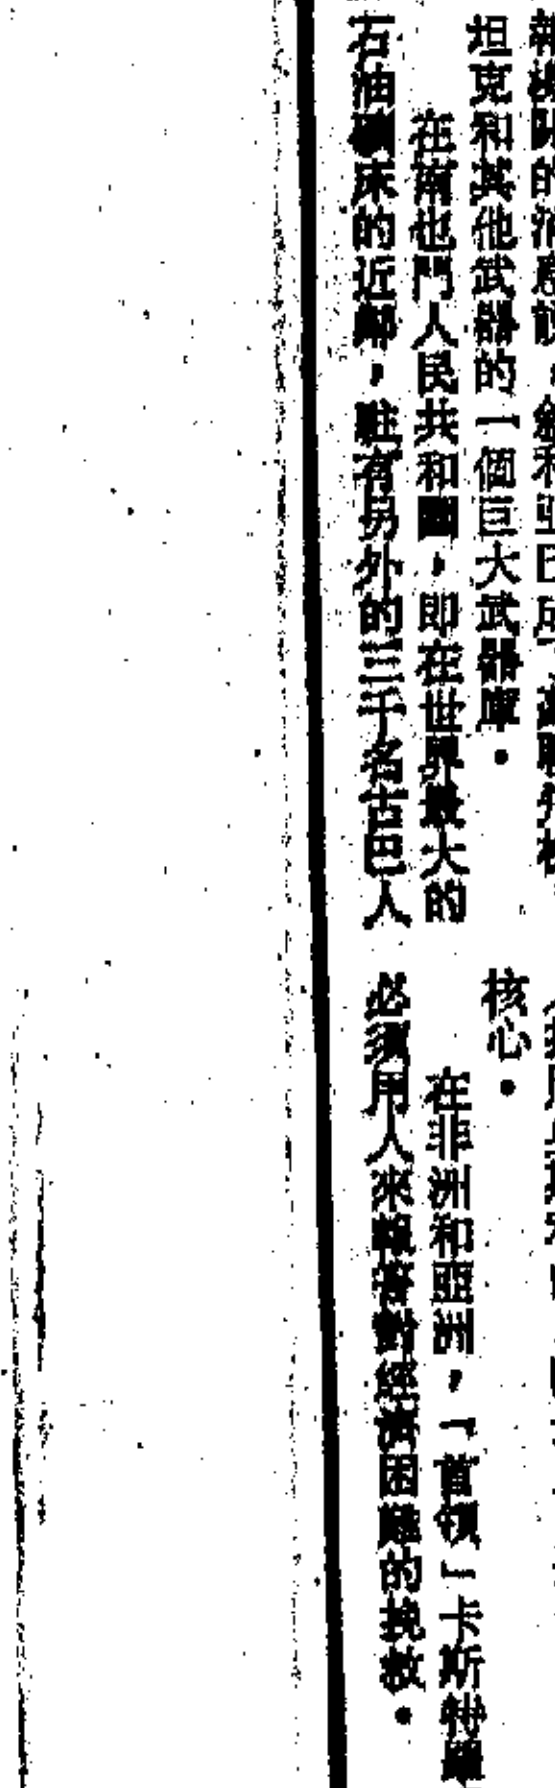 坦克和其他武器的一個巨大武器庫。
在南也門人民共和國，即在世界最大的
石油礦床的近鄰，駐有另外的三千名古巴人
核心。
在非洲和亞洲，「首領」卡斯特羅
必須用人來報答對經濟困難的挽救。